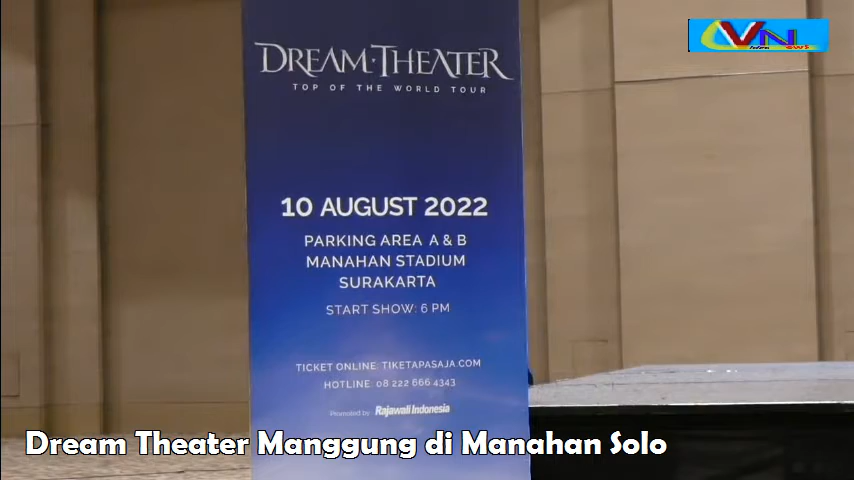 DREAM THEATER
TOP OF THE WORLD TOUR
10 AUGUST 2022
PARKING AREA A & B
MANAHAN STADIUM
SURAKARTA
START SHOW: 6 PM
TICKET ONLINE: TIKETAPASAJA.COM
HOTLINE: 08 222 666 4343
Promoted by Rajawali Indonesia
VN
Dream Theater Manggung di Manahan Solo